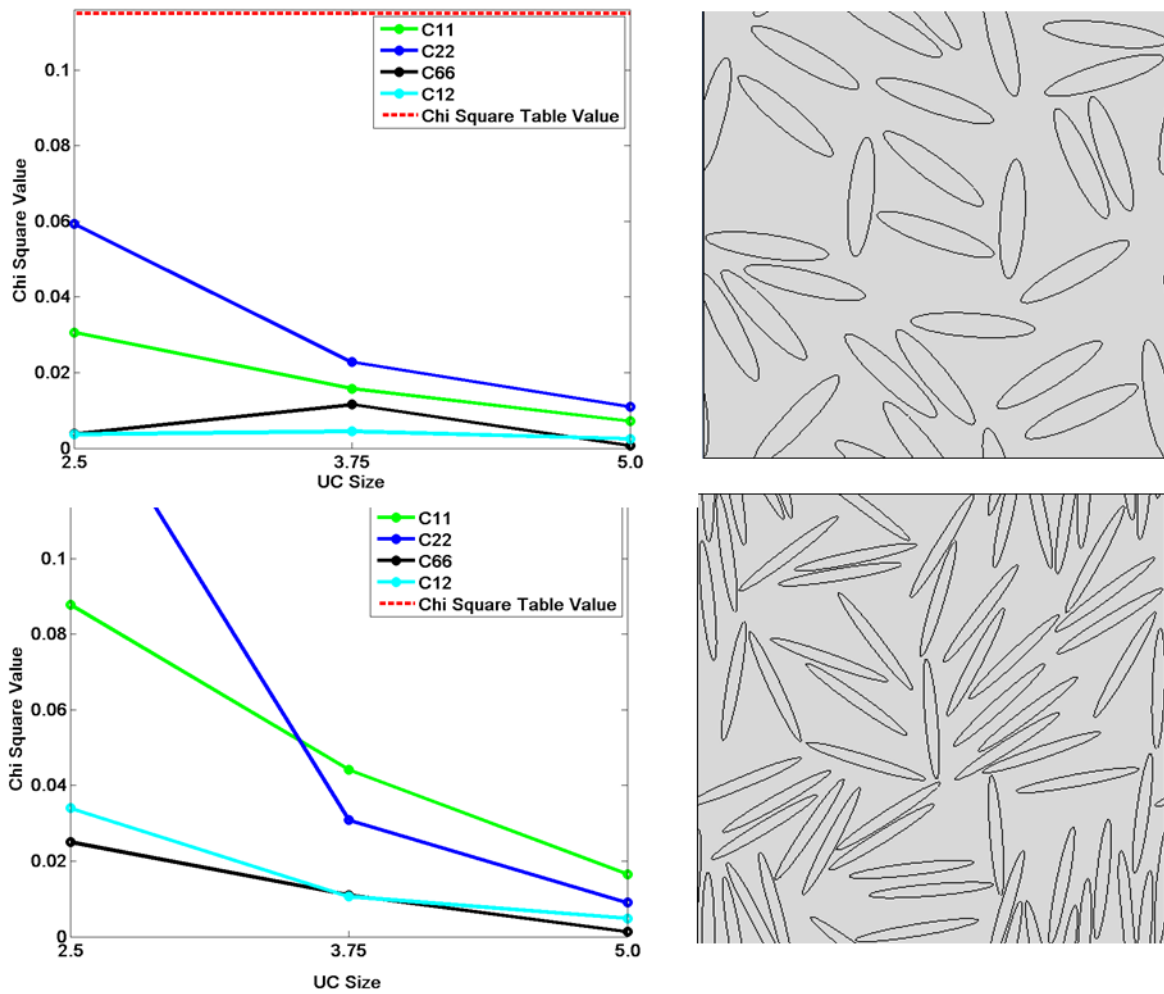 C11
C22
C66
C12
Chi Square Table Value
0.1
0.08
0.06
0.04
0.02
0
Chi Square Value
2.5 3.75 5.0
UC Size
C11
C22
C66
C12
Chi Square Table Value
0.1
0.08
0.06
0.04
0.02
0
Chi Square Value
2.5 3.75 5.0
UC Size